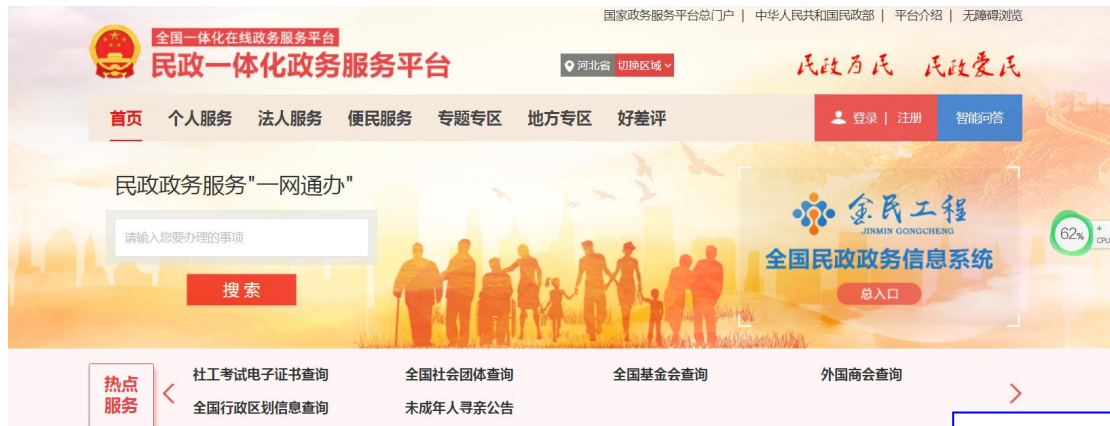 国家政务服务平台总门户 | 中华人民共和国民政部 | 平台介绍 | 无障碍浏览
全国一体化在线政务服务平台
民政一体化政务服务平台
河北省 切换区域
民政为民 民政爱民
首页 个人服务 法人服务 便民服务 专题专区 地方专区 好差评
登录 | 注册 智能问答
民政政务服务"一网通办"
请输入您要办理的事项
搜索
金民工程
JINMIN GONGCHENG
全国民政政务信息系统
总入口
62%
CPU
热点
服务
社工考试电子证书查询 全国社会团体查询 全国基金会查询 外国商会查询
全国行政区划信息查询 未成年人寻亲公告